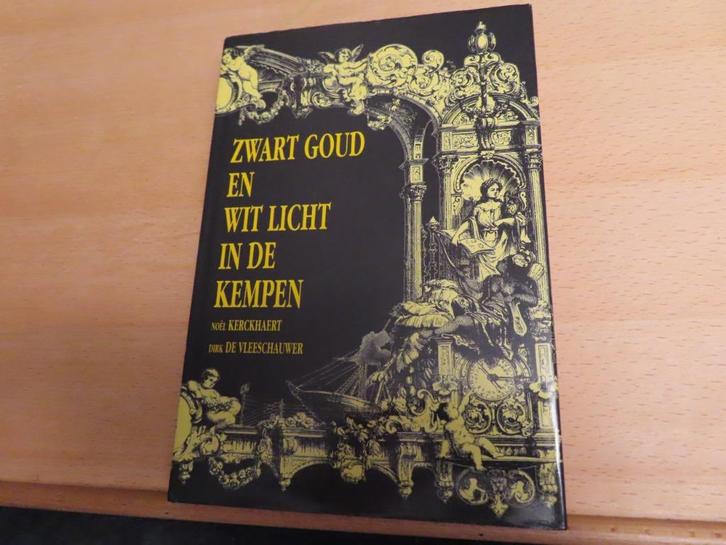 ZWART GOUD
EN
WIT LICHT
IN DE
KEMPEN
NOËL KERCKHAERT
DIRK DE VLEESCHAUWER